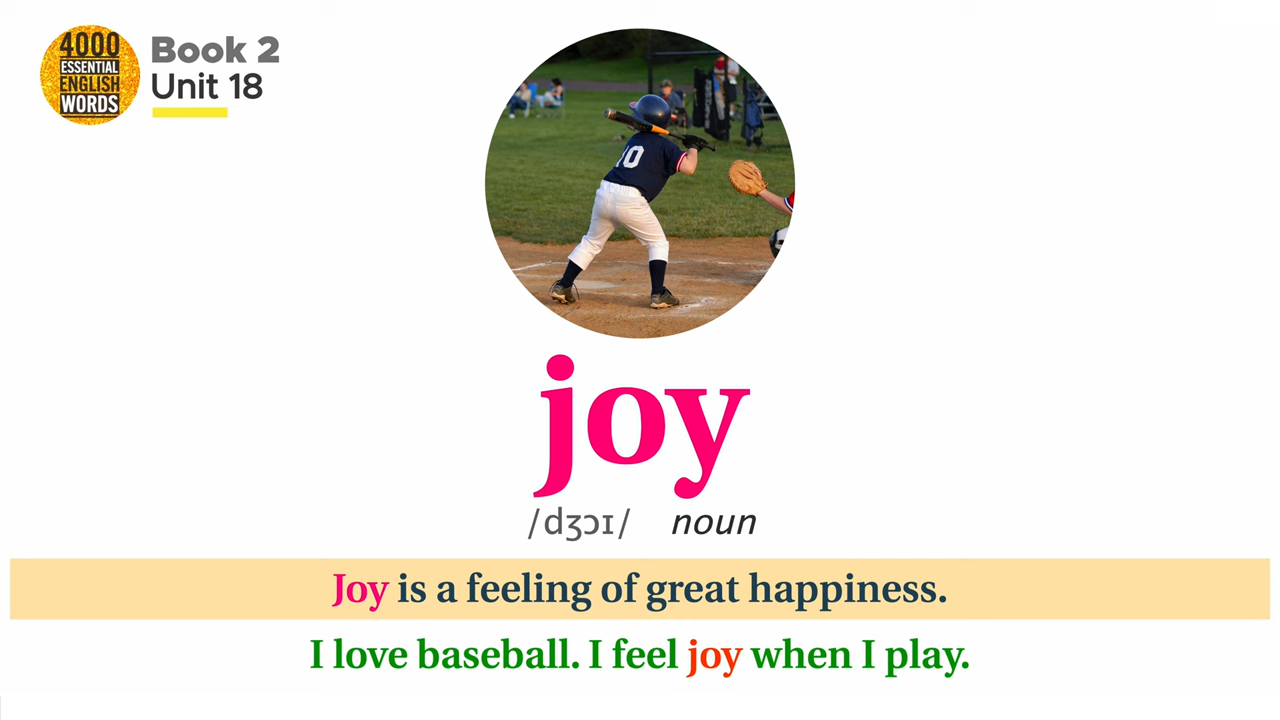 4000
ESSENTIAL
ENGLISH
WORDS
Book 2
Unit 18
10
joy
/dʒɔɪ/ noun
Joy is a feeling of great happiness.
I love baseball. I feel joy when I play.